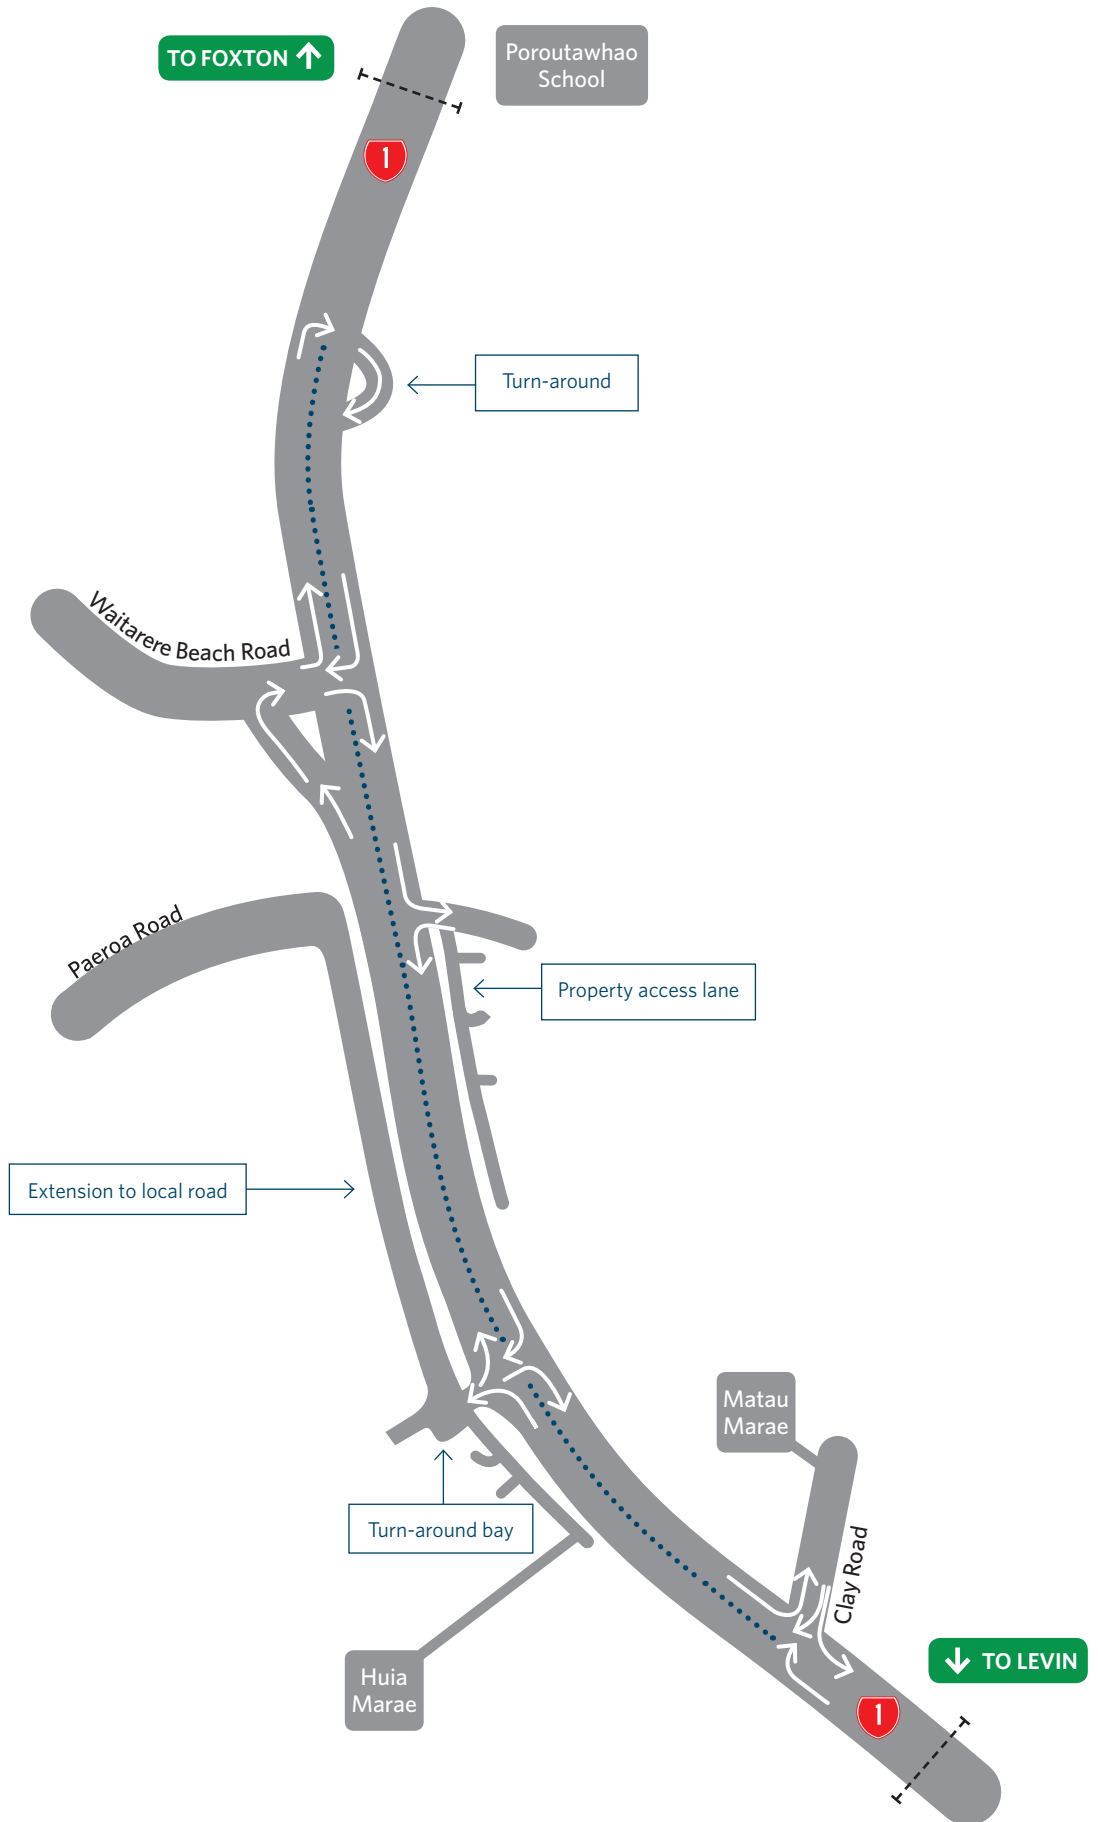 TO FOXTON ↑
Poroutawhao
School
1
Turn-around
Waitarere Beach Road
Paeroa Road
Property access lane
Extension to local road
Matau
Marae
Turn-around bay
Clay Road
↓ TO LEVIN
Huia
Marae
1